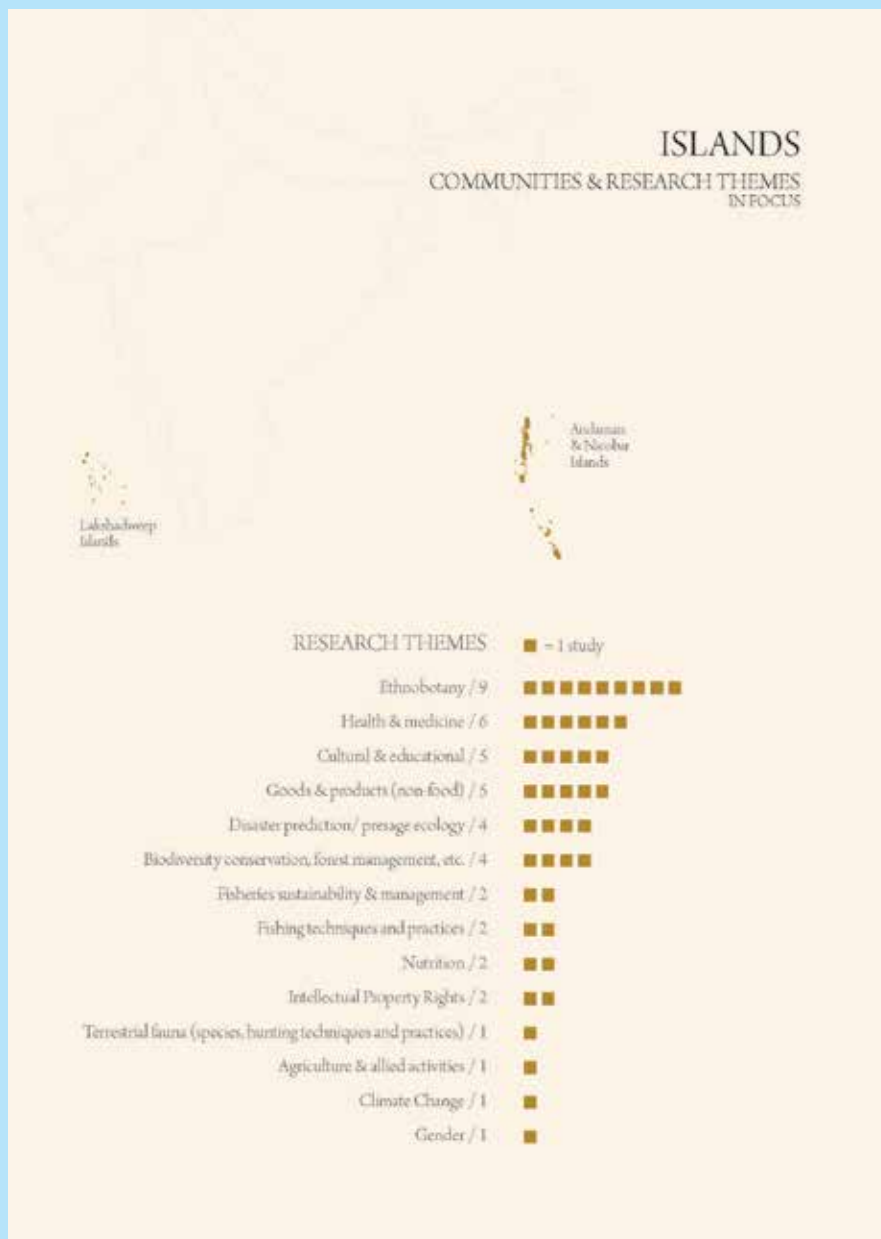 ISLANDS
COMMUNITIES & RESEARCH THEMES
IN FOCUS
Andaman
& Nicobar
Islands
Lakshadweep
Islands
RESEARCH THEMES
= 1 study
Ethnobotany / 9
Health & medicine / 6
Cultural & educational / 5
Goods & products (non-food) / 5
Disaster prediction/ presage ecology / 4
Biodiversity conservation, forest management, etc. / 4
Fisheries sustainability & management / 2
Fishing techniques and practices / 2
Nutrition / 2
Intellectual Property Rights / 2
Terrestrial fauna (species, hunting techniques and practices) / 1
Agriculture & allied activities / 1
Climate Change / 1
Gender / 1